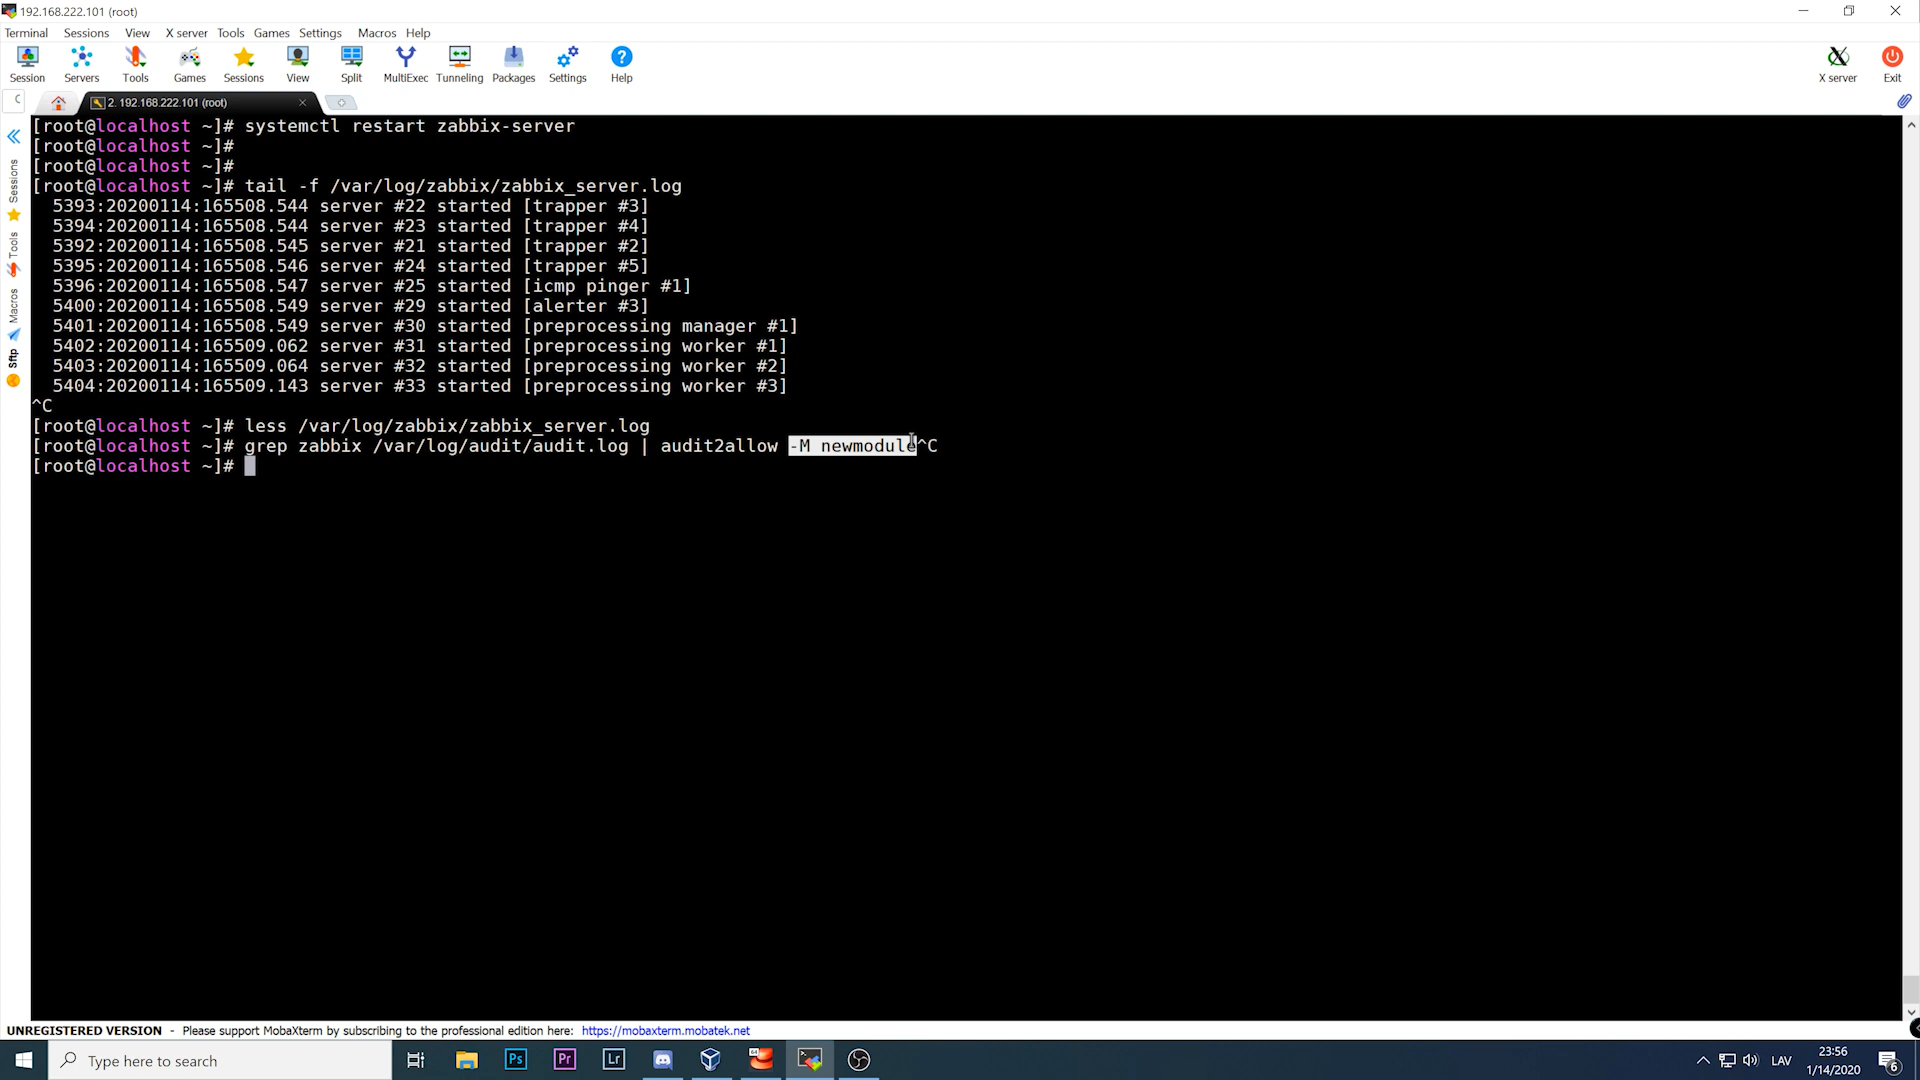 192.168.222.101 (root)
Terminal Sessions View X server Tools Games Settings Macros Help
Session Servers Tools Games Sessions View Split MultiExec Tunneling Packages Settings Help X server Exit
2. 192.168.222.101 (root)
[root@localhost ~]# systemctl restart zabbix-server
[root@localhost ~]#
[root@localhost ~]#
[root@localhost ~]# tail -f /var/log/zabbix/zabbix_server.log
5393:20200114:165508.544 server #22 started [trapper #3]
5394:20200114:165508.544 server #23 started [trapper #4]
5392:20200114:165508.545 server #21 started [trapper #2]
5395:20200114:165508.546 server #24 started [trapper #5]
5396:20200114:165508.547 server #25 started [icmp pinger #1]
5400:20200114:165508.549 server #29 started [alerter #3]
5401:20200114:165508.549 server #30 started [preprocessing manager #1]
5402:20200114:165509.062 server #31 started [preprocessing worker #1]
5403:20200114:165509.064 server #32 started [preprocessing worker #2]
5404:20200114:165509.143 server #33 started [preprocessing worker #3]
^C
[root@localhost ~]# less /var/log/zabbix/zabbix_server.log
[root@localhost ~]# grep zabbix /var/log/audit/audit.log | audit2allow -M newmodule^C
[root@localhost ~]#
Sessions
Tools
Macros
Sftp
UNREGISTERED VERSION - Please support MobaXterm by subscribing to the professional edition here: https://mobaxterm.mobatek.net
Type here to search
Ps Pr Lr
LAV
23:56
1/14/2020
6